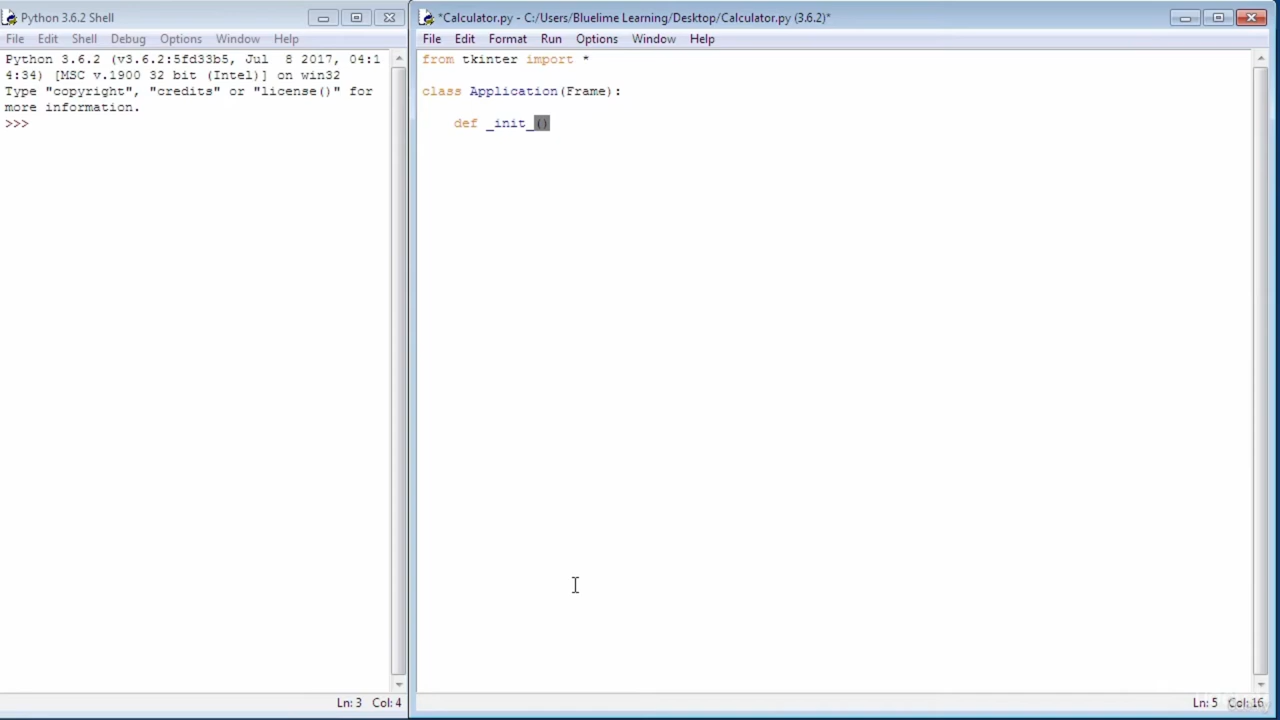 Python 3.6.2 Shell
File Edit Shell Debug Options Window Help
Python 3.6.2 (v3.6.2:5fd33b5, Jul  8 2017, 04:1
4:34) [MSC v.1900 32 bit (Intel)] on win32
Type "copyright", "credits" or "license()" for
more information.
>>>
Ln: 3 Col: 4
*Calculator.py - C:/Users/Bluelime Learning/Desktop/Calculator.py (3.6.2)*
File Edit Format Run Options Window Help
from tkinter import *
class Application(Frame):
def _init_()
Ln: 5 Col: 16